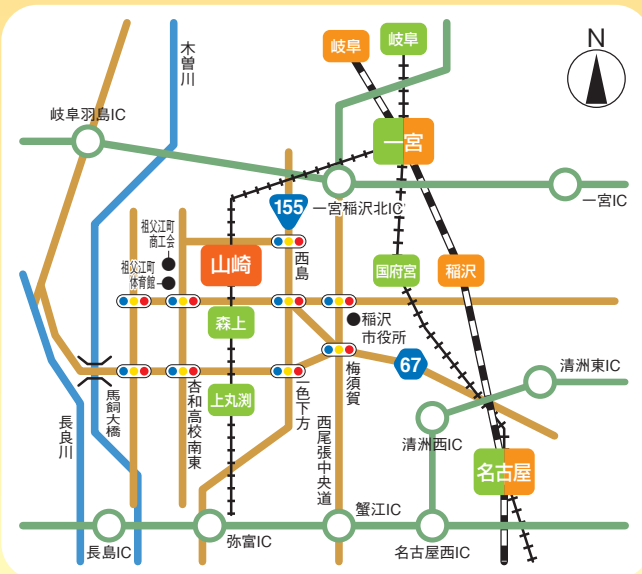 木曽川
岐阜
岐阜
N
岐阜羽島IC
一宮
155
一宮稲沢北IC
一宮IC
祖父江町
商工会
祖父江町
体育館
山崎
西島
国府宮
稲沢
森上
稲沢
市役所
67
清洲東IC
梅須賀
馬飼大橋
杏和高校南東
上丸渕
一色下方
長良川
西尾張中央道
清洲西IC
名古屋
長島IC
弥富IC
蟹江IC
名古屋西IC